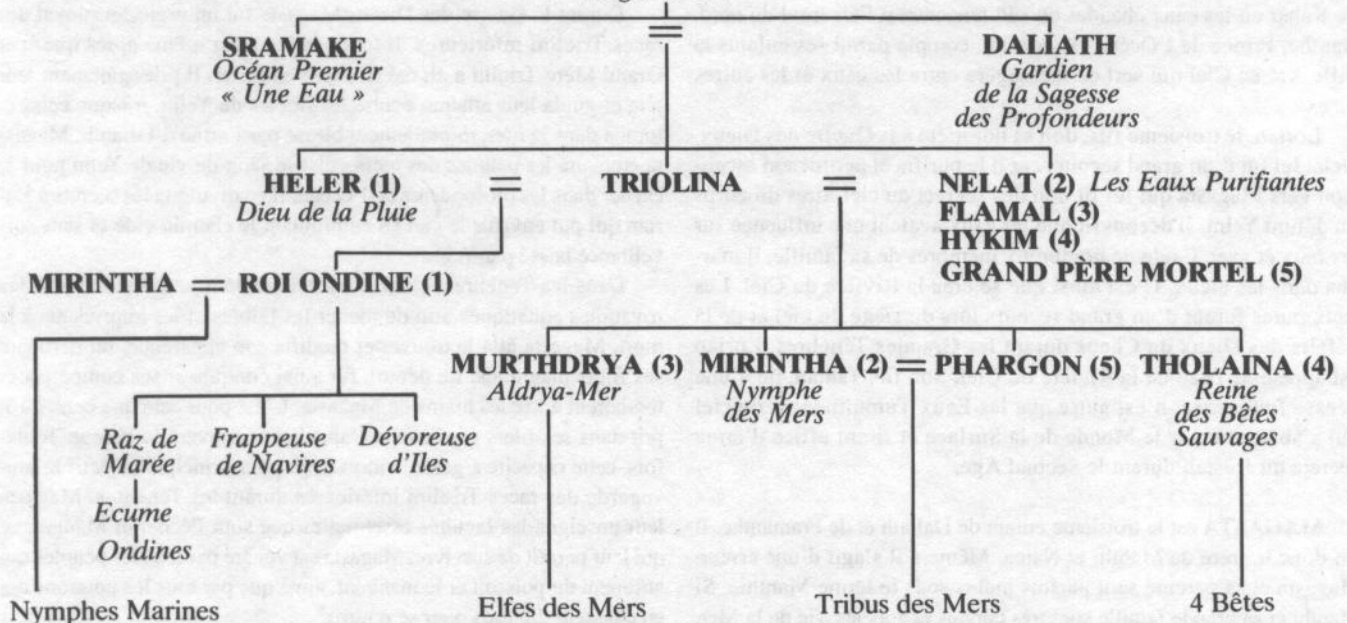 SRAMAKE
Océan Premier
« Une Eau »
DALIATH
Gardien
de la Sagesse
des Profondeurs
HELER (1)
Dieu de la Pluie
TRIOLINA
NELAT (2) Les Eaux Purifiantes
FLAMAL (3)
HYKIM (4)
GRAND PÈRE MORTEL (5)
MIRINTHA
ROLONDINE (1)
MURTHDRYA (3)
Aldrya-Mer
MIRINTHA (2)
Nymphe
des Mers
PHARGON (5)
THOLAINA (4)
Reine
des Bêtes
Sauvages
Raz de
Marée
Frappeuse
de Navires
Dévoreuse
d'Iles
Ecume
Ondines
Nymphes Marines
Elfes des Mers
Tribus des Mers
4 Bêtes